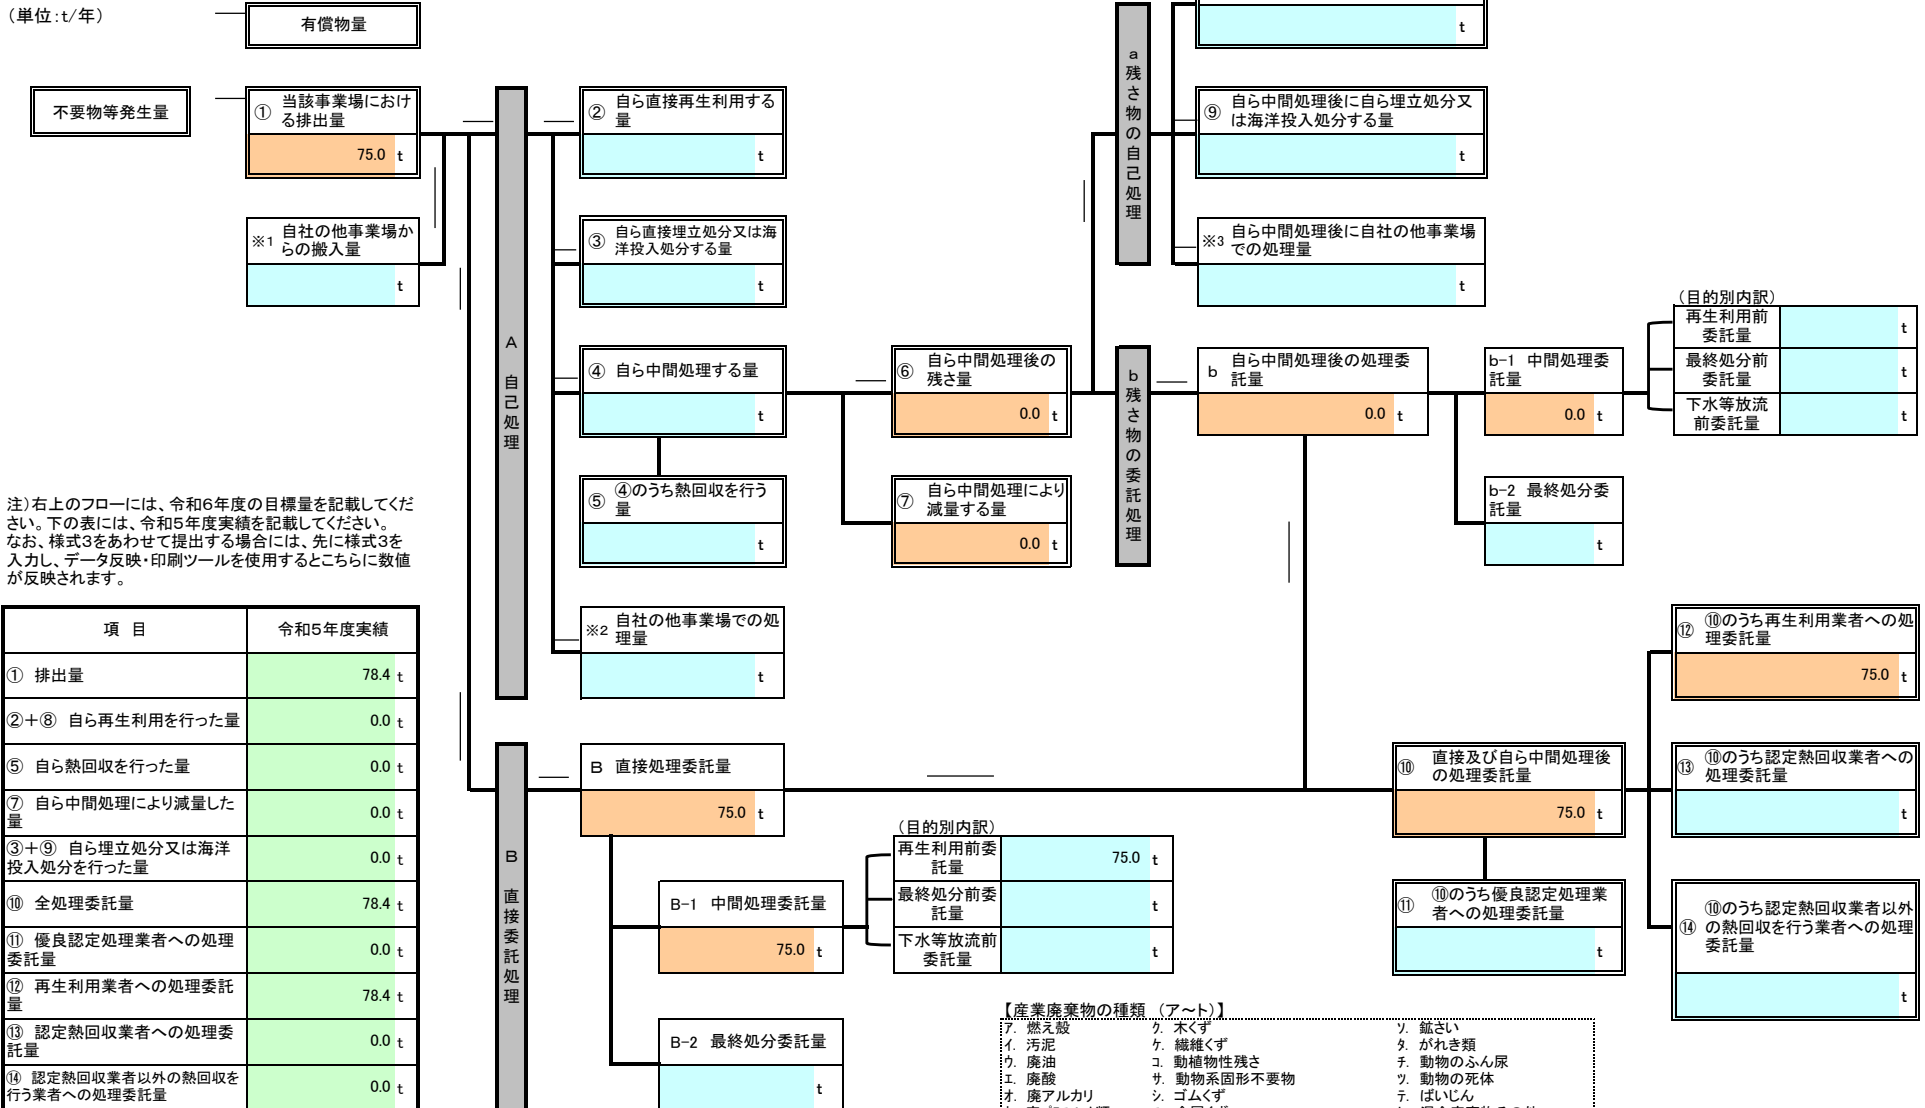 （単位:t/年）
有償物量
t
不要物等発生量
① 当該事業場におけ
る排出量
75.0 t
② 自ら直接再生利用する
量
t
⑨ 自ら中間処理後に自ら埋立処分又
は海洋投入処分する量
t
a 残さ物の自己処理
※1 自社の他事業場か
らの搬入量
t
③ 自ら直接埋立処分又は海
洋投入処分する量
t
※3 自ら中間処理後に自社の他事業場
での処理量
t
A 自己処理
④ 自ら中間処理する量
t
⑥ 自ら中間処理後の
残さ量
0.0 t
b 残さ物の委託処理
b 自ら中間処理後の処理委
託量
0.0 t
b-1 中間処理委
託量
0.0 t
（目的別内訳）
再生利用前
委託量
t
最終処分前
委託量
t
下水等放流
前委託量
t
⑤ ④のうち熱回収を行う
量
t
⑦ 自ら中間処理により
減量する量
0.0 t
b-2 最終処分委
託量
t
注）右上のフローには、令和6年度の目標量を記載してくだ
さい。下の表には、令和5年度実績を記載してください。
なお、様式3をあわせて提出する場合には、先に様式3を
入力し、データ反映・印刷ツールを使用するとこちらに数値
が反映されます。
※2 自社の他事業場での処
理量
t
項 目 令和5年度実績
① 排出量 78.4 t
②＋⑧ 自ら再生利用を行った量 0.0 t
⑤ 自ら熱回収を行った量 0.0 t
⑦ 自ら中間処理により減量した
量 0.0 t
③＋⑨ 自ら埋立処分又は海洋
投入処分を行った量 0.0 t
⑩ 全処理委託量 78.4 t
⑪ 優良認定処理業者への処理
委託量 0.0 t
⑫ 再生利用業者への処理委託
量 78.4 t
⑬ 認定熱回収業者への処理委
託量 0.0 t
⑭ 認定熱回収業者以外の熱回収を
行う業者への処理委託量 0.0 t
B 直接委託処理
B 直接処理委託量
75.0 t
B-1 中間処理委託量
75.0 t
（目的別内訳）
再生利用前委
託量
75.0 t
最終処分前委
託量
t
下水等放流前
委託量
t
B-2 最終処分委託量
t
⑩ 直接及び自ら中間処理後
の処理委託量
75.0 t
⑪ ⑩のうち優良認定処理業
者への処理委託量
t
⑫ ⑩のうち再生利用業者への処
理委託量
75.0 t
⑬ ⑩のうち認定熱回収業者への
処理委託量
t
⑭ ⑩のうち認定熱回収業者以外
の熱回収を行う業者への処理
委託量
t
【産業廃棄物の種類 （ア～ト）】
ア. 燃え殻 ク. 木くず ソ. 鉱さい
イ. 汚泥 ケ. 繊維くず タ. がれき類
ウ. 廃油 コ. 動植物性残さ チ. 動物のふん尿
エ. 廃酸 サ. 動物系固形不要物 ツ. 動物の死体
オ. 廃アルカリ シ. ゴムくず テ. ばいじん